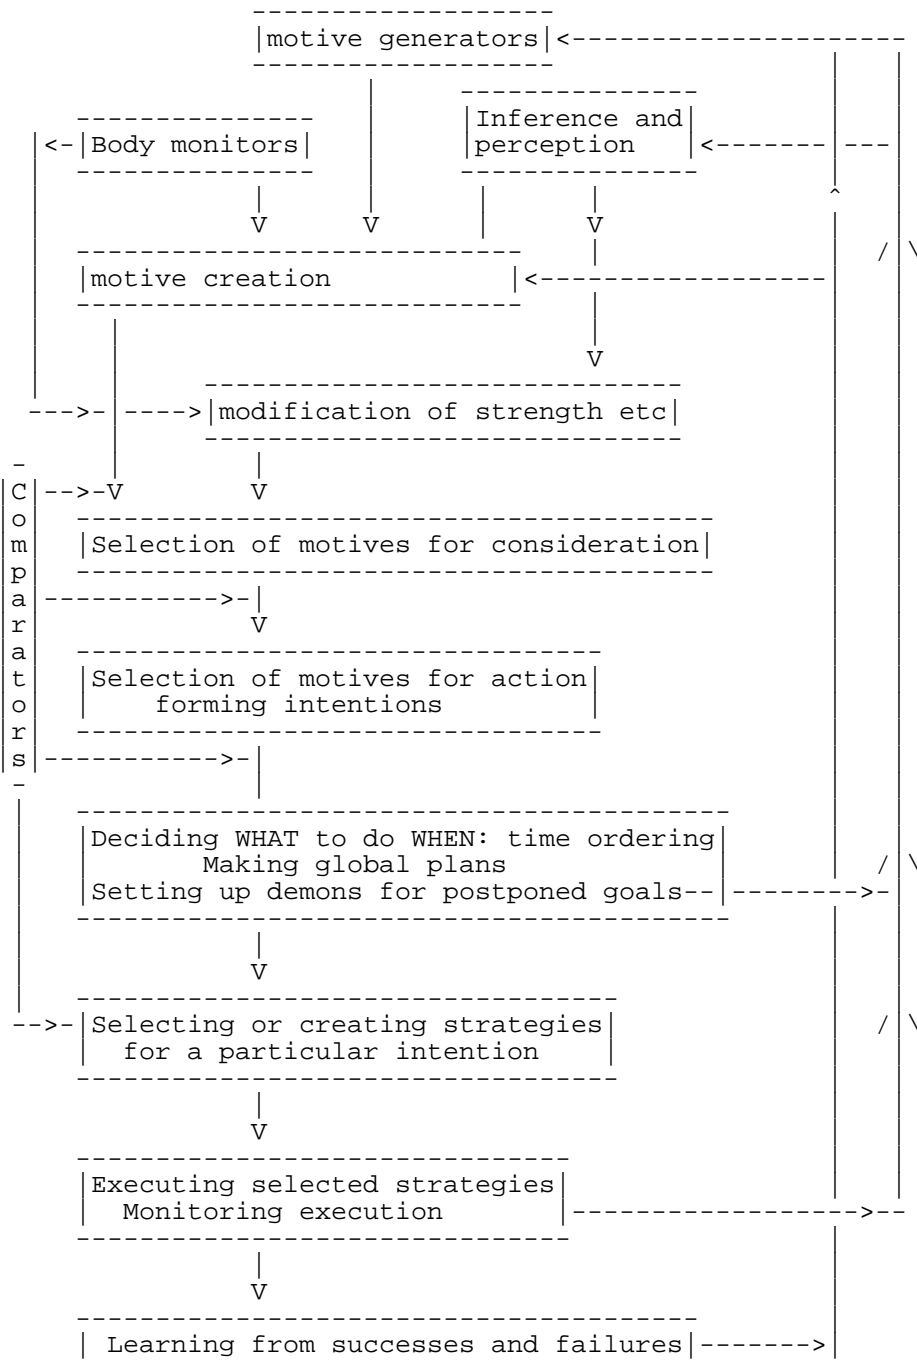 motive generators
Inference and
Body monitors
perception
motive creation
modification of strength etc
Comparators
Selection of motives for consideration
Selection of motives for action
forming intentions
Deciding WHAT to do WHEN: time ordering
Making global plans
Setting up demons for postponed goals
Selecting or creating strategies
for a particular intention
Executing selected strategies
Monitoring execution
Learning from successes and failures